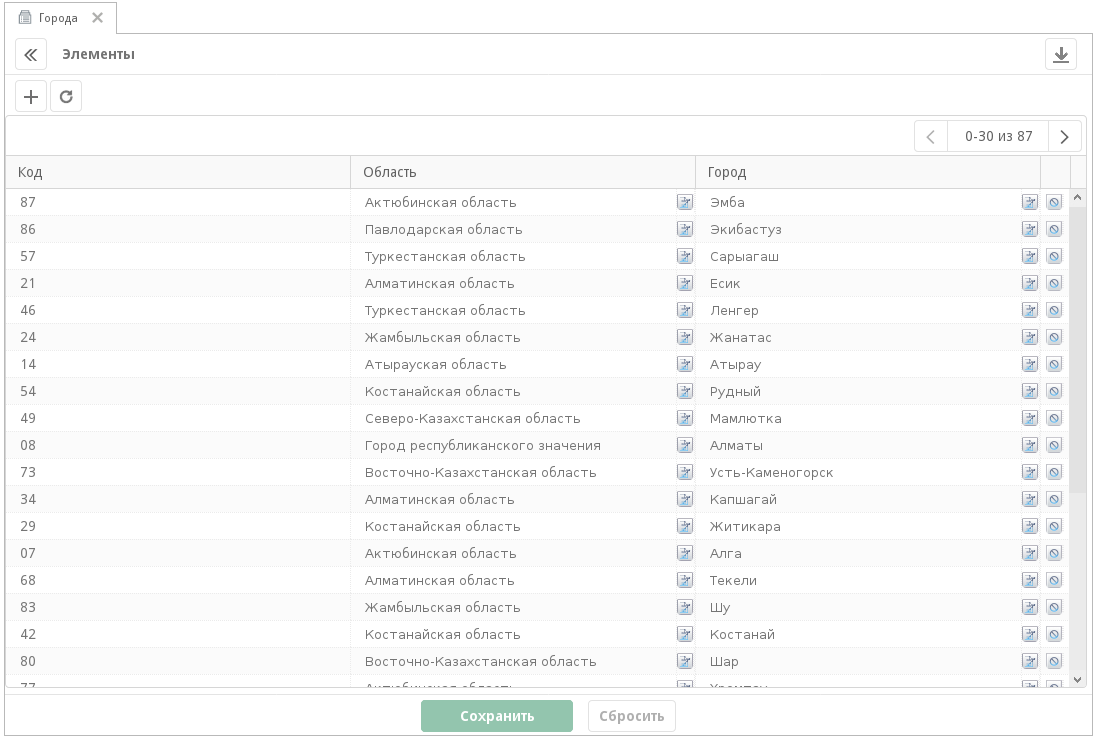 Города
Элементы
0-30 из 87
Код Область Город
87 Актюбинская область Эмба
86 Павлодарская область Экибастуз
57 Туркестанская область Сарыагаш
21 Алматинская область Есик
46 Туркестанская область Ленгер
24 Жамбыльская область Жанатас
14 Атырауская область Атырау
54 Костанайская область Рудный
49 Северо-Казахстанская область Мамлютка
08 Город республиканского значения Алматы
73 Восточно-Казахстанская область Усть-Каменогорск
34 Алматинская область Капшагай
29 Костанайская область Житикара
07 Актюбинская область Алга
68 Алматинская область Текели
83 Жамбыльская область Шу
42 Костанайская область Костанай
80 Восточно-Казахстанская область Шар
77 Актюбинская область
Сохранить Сбросить